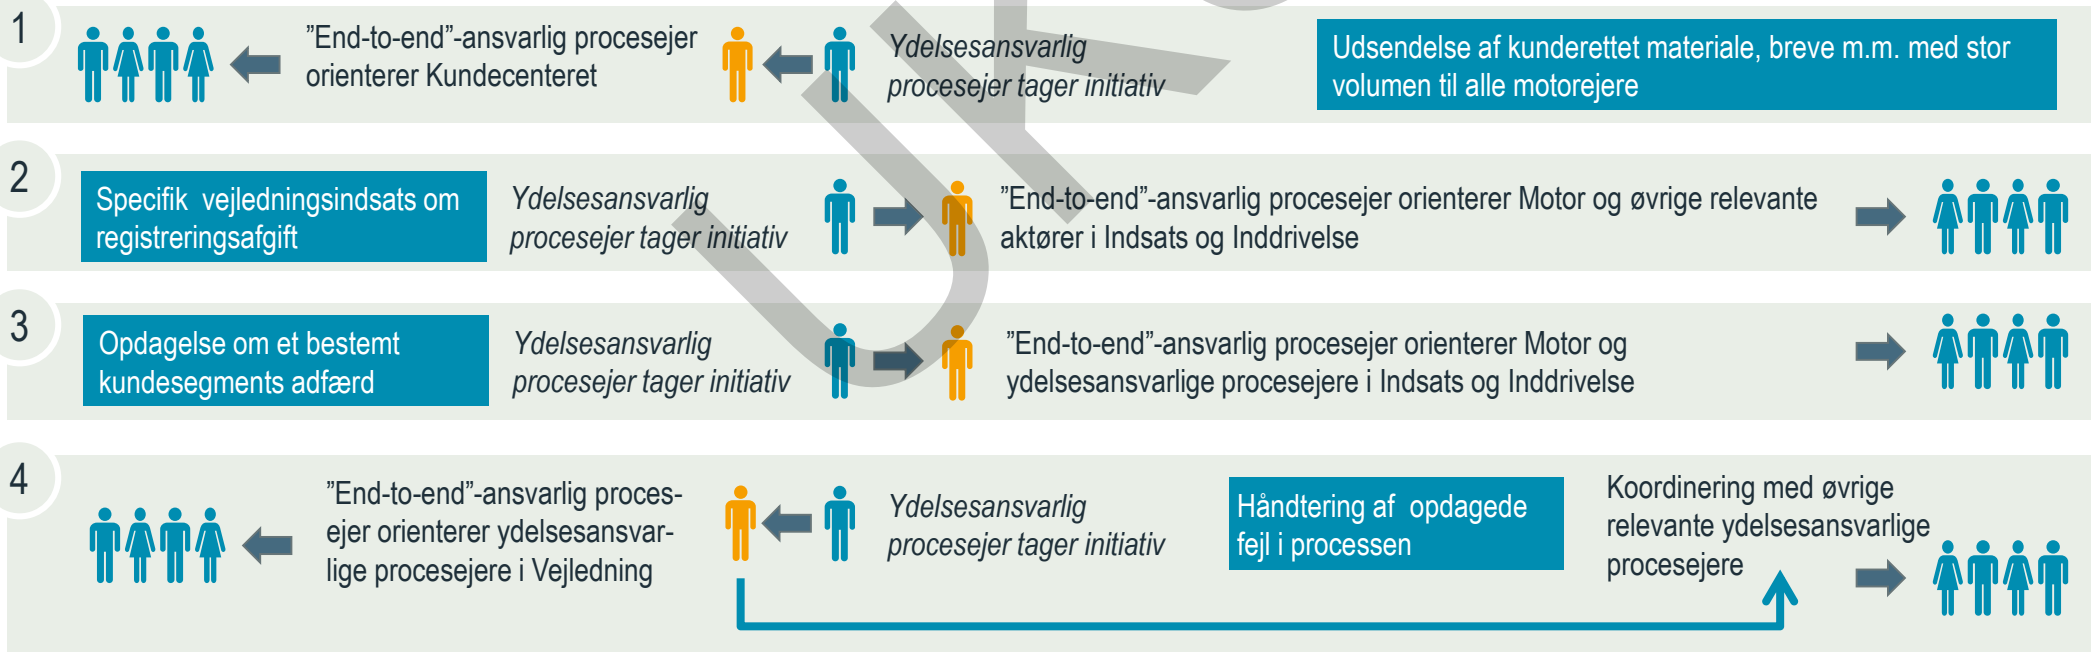 1
”End-to-end”-ansvarlig procesejer
orienterer Kundecenteret
Ydelsesansvarlig
procesejer tager initiativ
Udsendelse af kunderettet materiale, breve m.m. med stor
volumen til alle motorejere
2
Specifik vejledningsindsats om
registreringsafgift
Ydelsesansvarlig
procesejer tager initiativ
”End-to-end”-ansvarlig procesejer orienterer Motor og øvrige relevante
aktører i Indsats og Inddrivelse
3
Opdagelse om et bestemt
kundesegments adfærd
Ydelsesansvarlig
procesejer tager initiativ
”End-to-end”-ansvarlig procesejer orienterer Motor og
ydelsesansvarlige procesejere i Indsats og Inddrivelse
4
”End-to-end”-ansvarlig proces-
ejer orienterer ydelsesansvar-
lige procesejere i Vejledning
Ydelsesansvarlig
procesejer tager initiativ
Håndtering af opdagede
fejl i processen
Koordinering med øvrige
relevante ydelsesansvarlige
procesejere